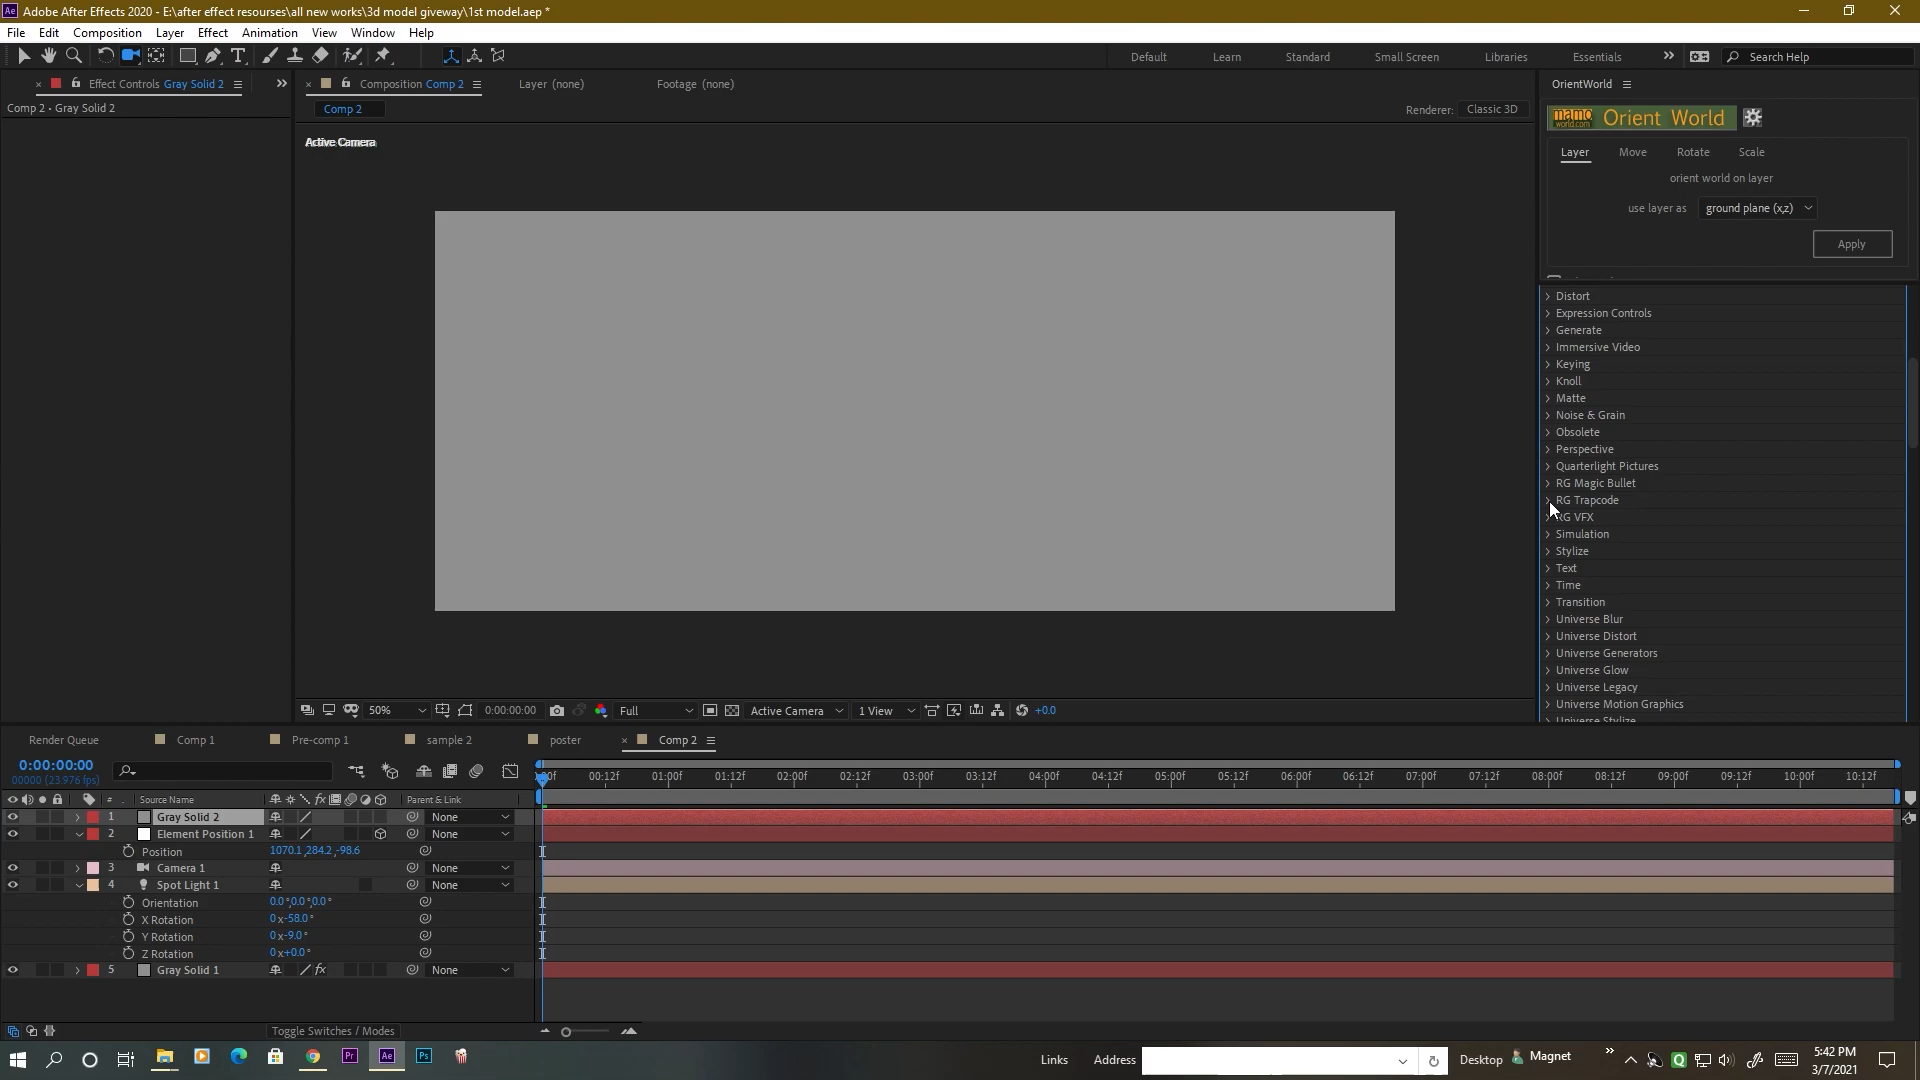 Adobe After Effects 2020 - E:\after effect resourses\all new works\3d model giveway\1st model.aep *
File Edit Composition Layer Effect Animation View Window Help
Default Learn Standard Small Screen Libraries Essentials Search Help
Effect Controls Gray Solid 2
Composition Comp 2 Layer (none) Footage (none)
OrientWorld
Comp 2 • Gray Solid 2
Comp 2
Renderer: Classic 3D
mamo world.com Orient World
Active Camera
Layer Move Rotate Scale
orient world on layer
use layer as ground plane (x,z)
Apply
Distort
Expression Controls
Generate
Immersive Video
Keying
Knoll
Matte
Noise & Grain
Obsolete
Perspective
Quarterlight Pictures
RG Magic Bullet
RG Trapcode
RG VFX
Simulation
Stylize
Text
Time
Transition
Universe Blur
Universe Distort
Universe Generators
Universe Glow
Universe Legacy
Universe Motion Graphics
Universe Stylize
50% 0:00:00:00 Full Active Camera 1 View +0.0
Render Queue Comp 1 Pre-comp 1 sample 2 poster Comp 2
0:00:00:00
00000 (23.976 fps)
00:12f 01:00f 01:12f 02:00f 02:12f 03:00f 03:12f 04:00f 04:12f 05:00f 05:12f 06:00f 06:12f 07:00f 07:12f 08:00f 08:12f 09:00f 09:12f 10:00f 10:12f
# Source Name fx Parent & Link
1 Gray Solid 2 None
2 Element Position 1 None
Position 1070.1,284.2,-98.6
3 Camera 1 None
4 Spot Light 1 None
Orientation 0.0°,0.0°,0.0°
X Rotation 0x-58.0°
Y Rotation 0x-9.0°
Z Rotation 0x+0.0°
5 Gray Solid 1 fx None
Toggle Switches / Modes
Pr Ae Ps
Links Address Desktop Magnet
5:42 PM
3/7/2021